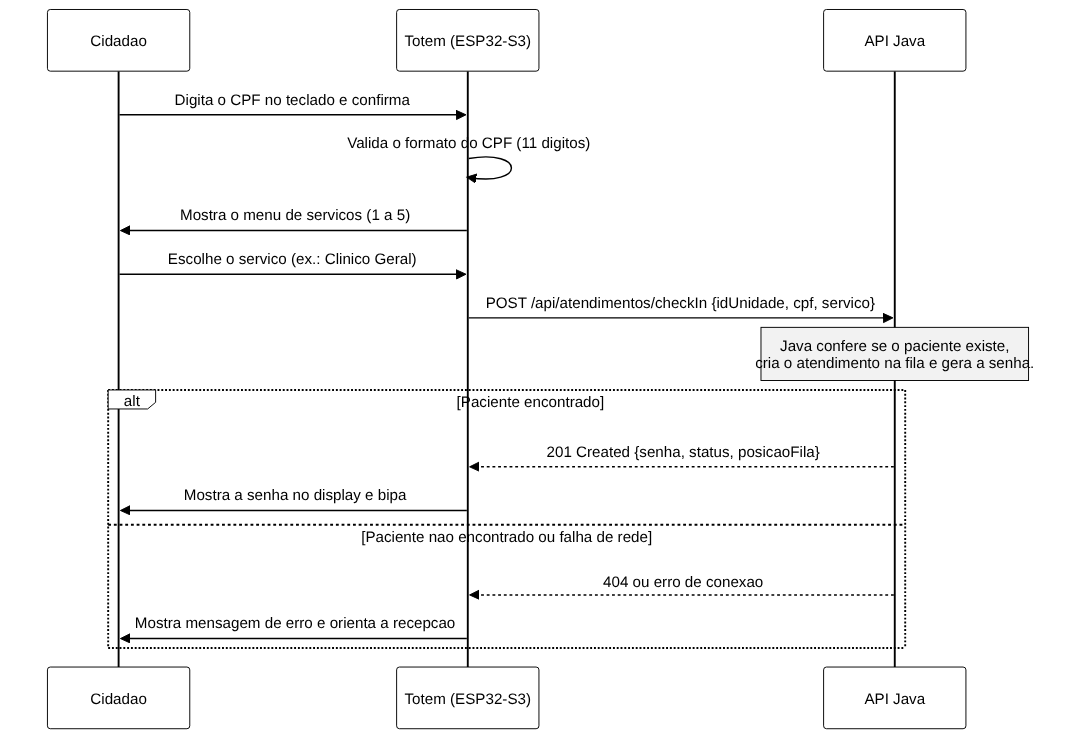 Cidadao
Totem (ESP32-S3)
API Java
Digita o CPF no teclado e confirma
Valida o formato do CPF (11 digitos)
Mostra o menu de servicos (1 a 5)
Escolhe o servico (ex.: Clinico Geral)
POST /api/atendimentos/checkIn {idUnidade, cpf, servico}
Java confere se o paciente existe,
cria o atendimento na fila e gera a senha.
alt
[Paciente encontrado]
201 Created {senha, status, posicaoFila}
Mostra a senha no display e bipa
[Paciente nao encontrado ou falha de rede]
404 ou erro de conexao
Mostra mensagem de erro e orienta a recepcao
Cidadao
Totem (ESP32-S3)
API Java